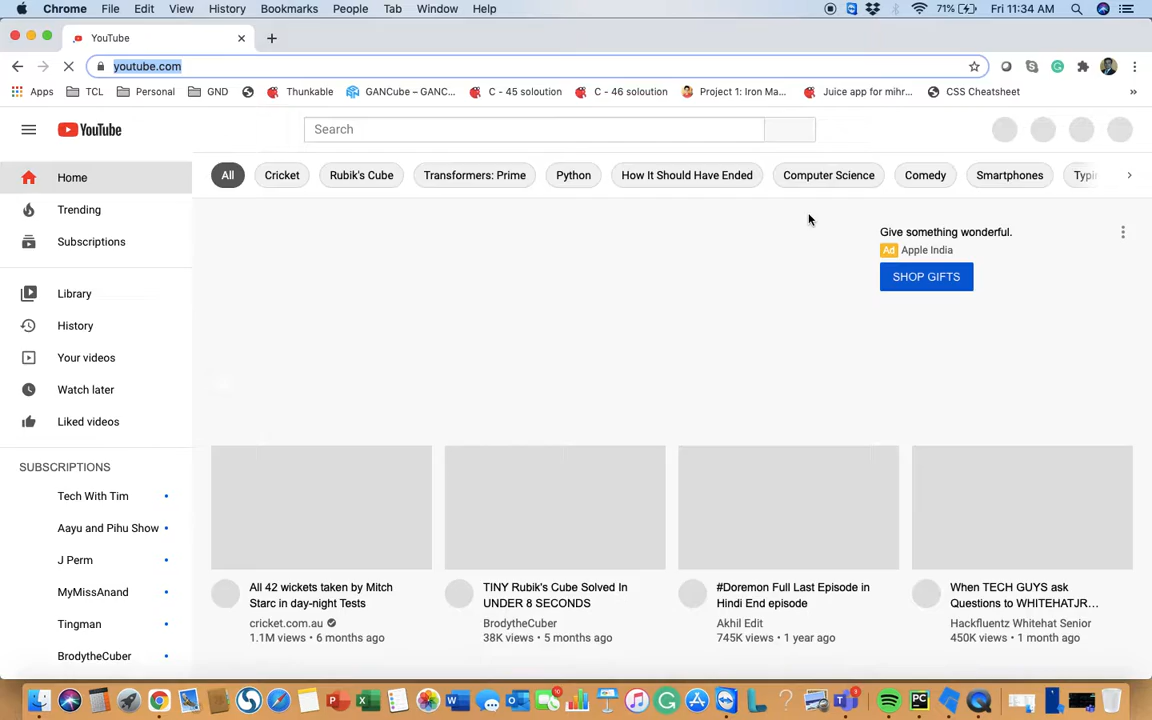 Chrome File Edit View History Bookmarks People Tab Window Help 71% Fri 11:34 AM
YouTube
youtube.com
Apps TCL Personal GND Thunkable GANCube – GANC... C - 45 soloution C - 46 soloution Project 1: Iron Ma... Juice app for mihr... CSS Cheatsheet »
YouTube
Search
Home
All Cricket Rubik's Cube Transformers: Prime Python How It Should Have Ended Computer Science Comedy Smartphones Typi
Trending
Subscriptions
Give something wonderful.
Ad Apple India
SHOP GIFTS
Library
History
Your videos
Watch later
Liked videos
SUBSCRIPTIONS
Tech With Tim
Aayu and Pihu Show
J Perm
MyMissAnand
Tingman
BrodytheCuber
All 42 wickets taken by Mitch
Starc in day-night Tests
cricket.com.au
1.1M views • 6 months ago
TINY Rubik's Cube Solved In
UNDER 8 SECONDS
BrodytheCuber
38K views • 5 months ago
#Doremon Full Last Episode in
Hindi End episode
Akhil Edit
745K views • 1 year ago
When TECH GUYS ask
Questions to WHITEHATJR...
Hackfluentz Whitehat Senior
450K views • 1 month ago